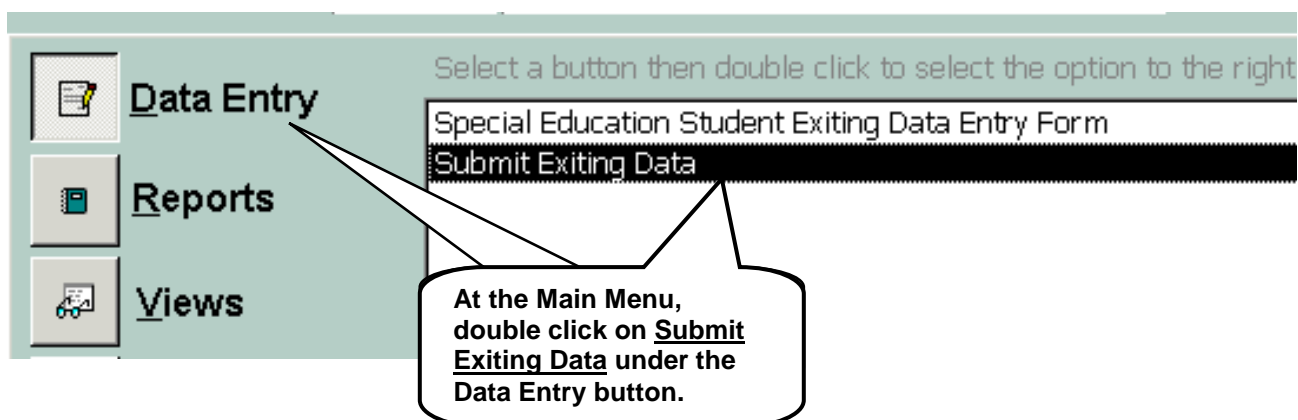 Select a button then double click to select the option to the right
Data Entry
Special Education Student Exiting Data Entry Form
Submit Exiting Data
Reports
Views
At the Main Menu,
double click on Submit
Exiting Data under the
Data Entry button.